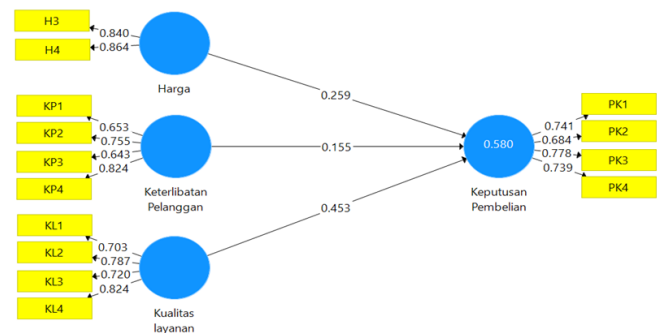 H3
0.840
H4
0.864
Harga
0.259
KP1
0.653
KP2
0.755
KP3
0.643
KP4
0.824
Keterlibatan
Pelanggan
0.155
KL1
0.703
KL2
0.787
KL3
0.720
KL4
0.824
Kualitas
layanan
0.453
0.580
Keputusan
Pembelian
PK1
0.741
PK2
0.684
PK3
0.778
PK4
0.739